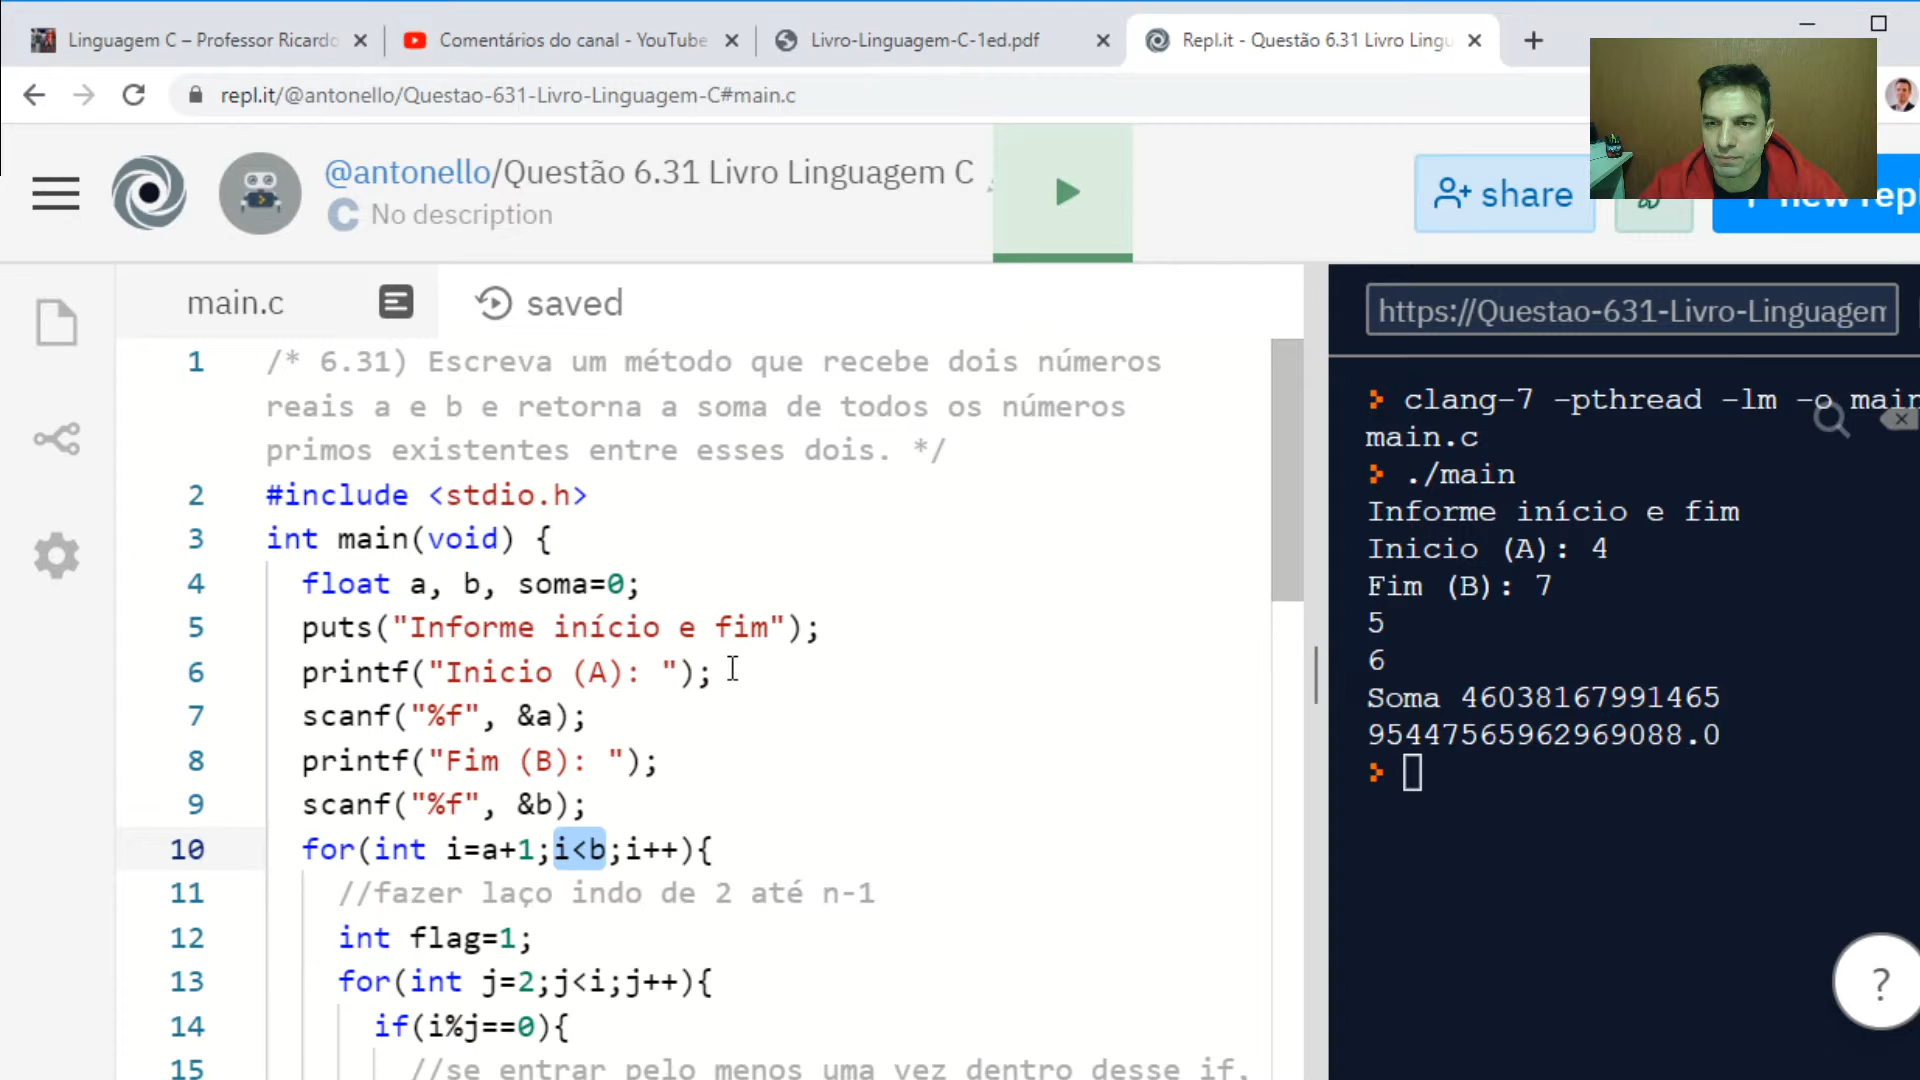 Linguagem C – Professor Ricardo
Comentários do canal - YouTube
Livro-Linguagem-C-1ed.pdf
Repl.it - Questão 6.31 Livro Lingu
repl.it/@antonello/Questao-631-Livro-Linguagem-C#main.c
@antonello/Questão 6.31 Livro Linguagem C
C No description
share
new repl
main.c
saved
1 /* 6.31) Escreva um método que recebe dois números
reais a e b e retorna a soma de todos os números
primos existentes entre esses dois. */
2 #include <stdio.h>
3 int main(void) {
4 float a, b, soma=0;
5 puts("Informe início e fim");
6 printf("Inicio (A): ");
7 scanf("%f", &a);
8 printf("Fim (B): ");
9 scanf("%f", &b);
10 for(int i=a+1;i<b;i++){
11 //fazer laço indo de 2 até n-1
12 int flag=1;
13 for(int j=2;j<i;j++){
14 if(i%j==0){
15 //se entrar pelo menos uma vez dentro desse if,
https://Questao-631-Livro-Linguagem
clang-7 -pthread -lm -o main
main.c
./main
Informe início e fim
Inicio (A): 4
Fim (B): 7
5
6
Soma 46038167991465
95447565962969088.0
?